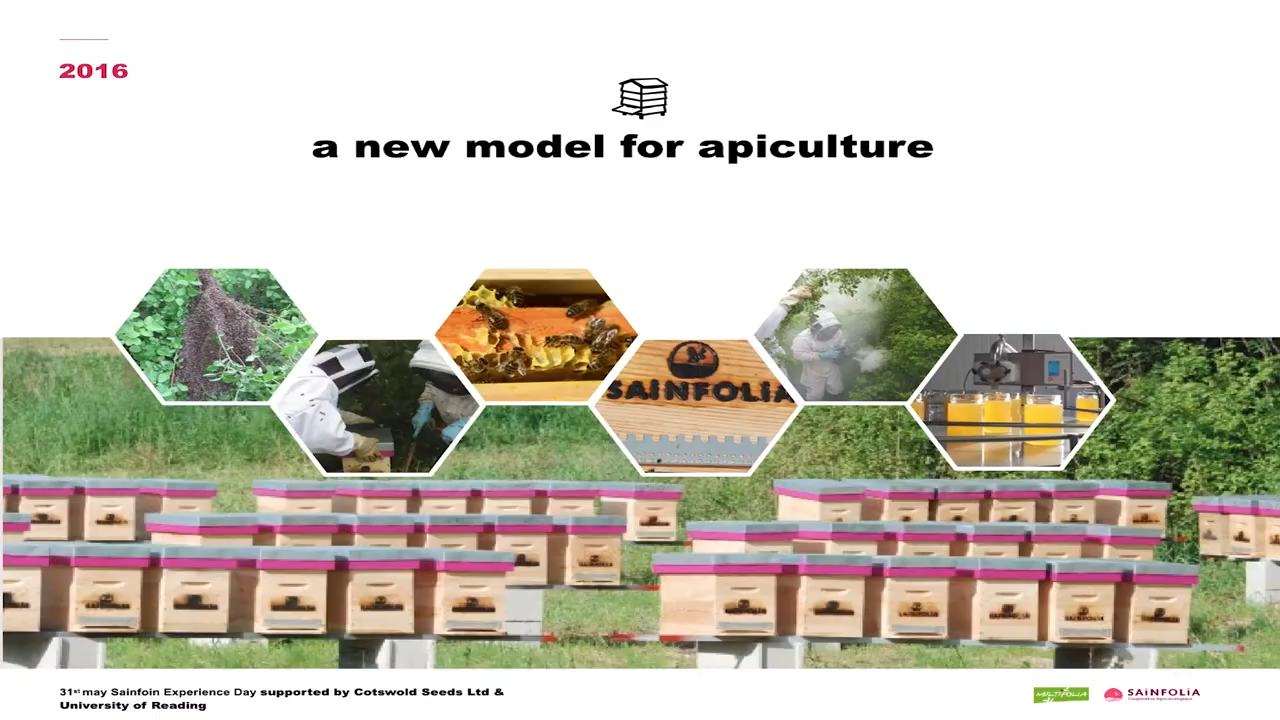 2016
a new model for apiculture
SAiNFOLiA
31st may Sainfoin Experience Day supported by Cotswold Seeds Ltd &
University of Reading
MULTIFOLIA
SAiNFOLiA